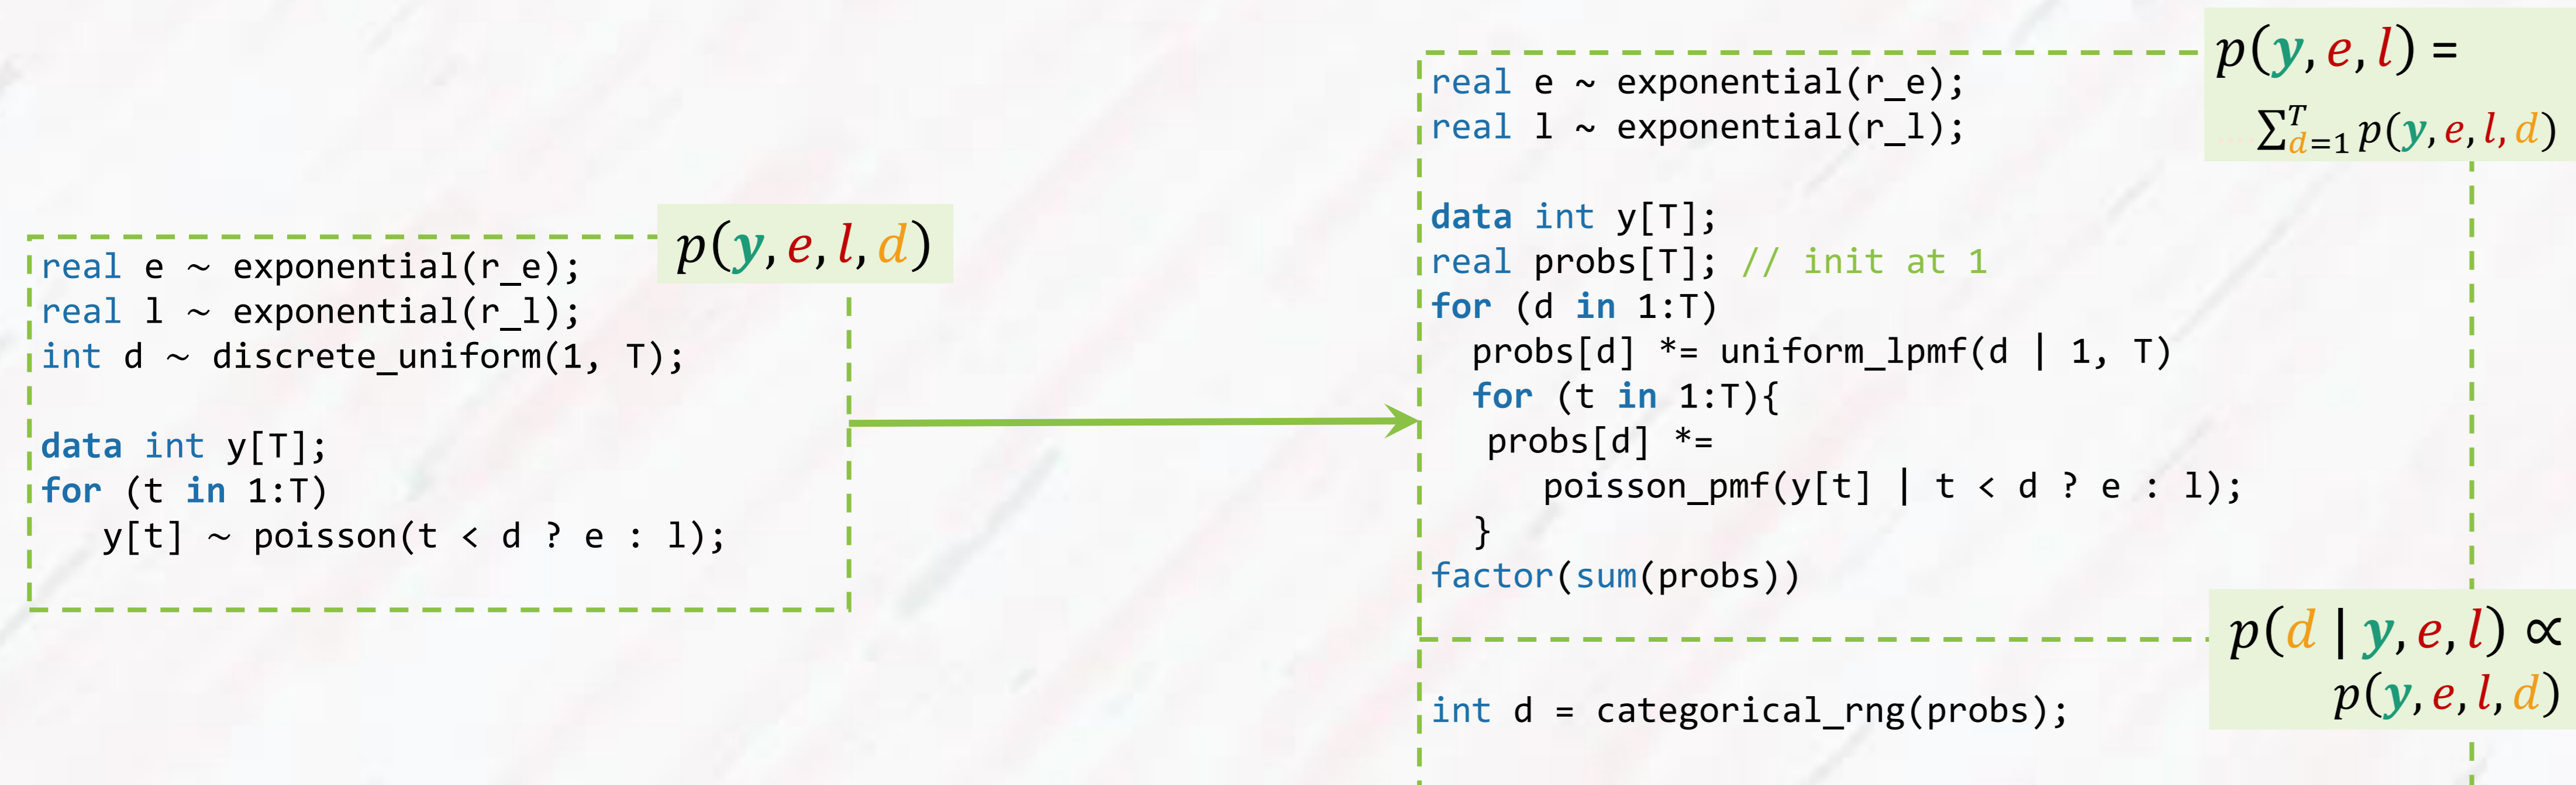 real e ~ exponential(r_e);
real l ~ exponential(r_l);
int d ~ discrete_uniform(1, T);
data int y[T];
for (t in 1:T)
y[t] ~ poisson(t < d ? e : l);
p(y, e, l, d)
real e ~ exponential(r_e);
real l ~ exponential(r_l);
data int y[T];
real probs[T]; // init at 1
for (d in 1:T)
probs[d] *= uniform_lpmf(d | 1, T)
for (t in 1:T){
probs[d] *=
poisson_pmf(y[t] | t < d ? e : l);
}
factor(sum(probs))
p(y, e, l) =
∑_{d=1}^{T} p(y, e, l, d)
int d = categorical_rng(probs);
p(d | y, e, l) ∝
p(y, e, l, d)